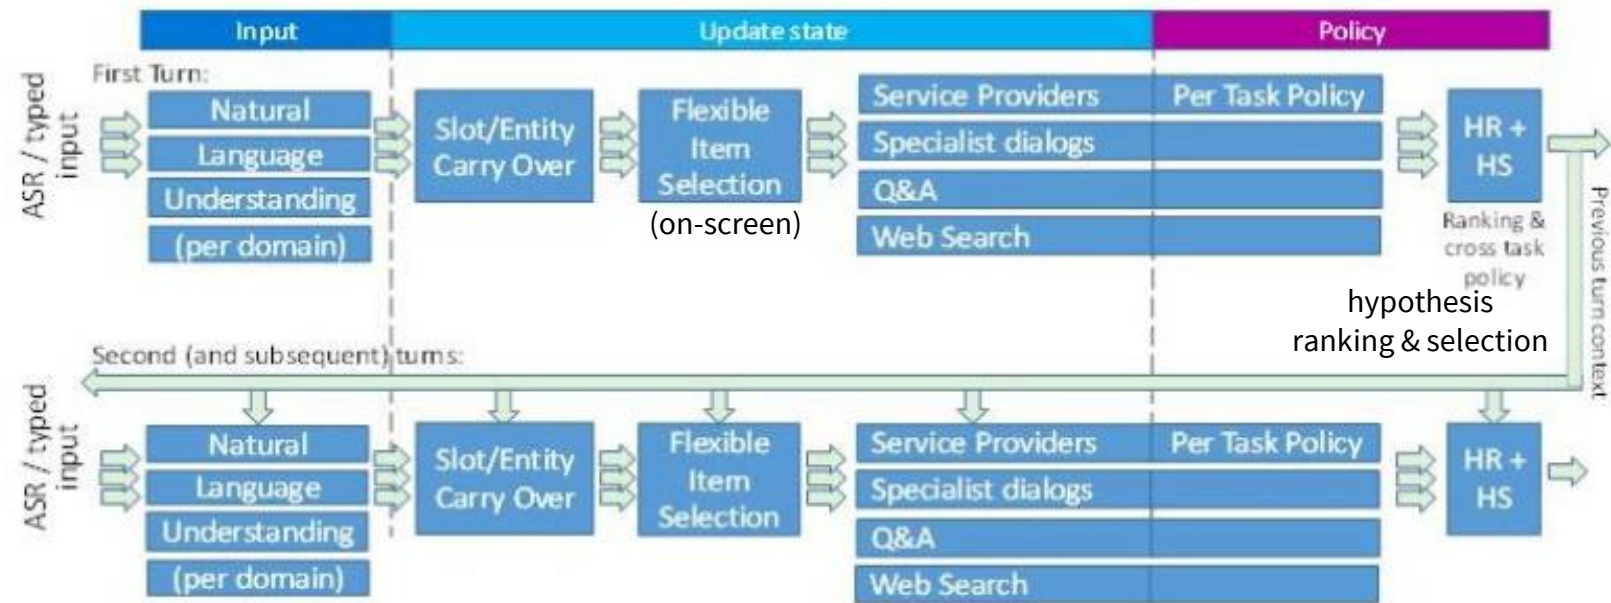 Input
Update state
Policy
First Turn:
ASR / typed
input
Natural
Language
Understanding
(per domain)
Slot/Entity
Carry Over
Flexible
Item
Selection
(on-screen)
Service Providers
Per Task Policy
Specialist dialogs
Q&A
Web Search
HR +
HS
Ranking &
cross task
policy
hypothesis
ranking & selection
Previous turn context
Second (and subsequent) turns:
ASR / typed
input
Natural
Language
Understanding
(per domain)
Slot/Entity
Carry Over
Flexible
Item
Selection
Service Providers
Per Task Policy
Specialist dialogs
Q&A
Web Search
HR +
HS